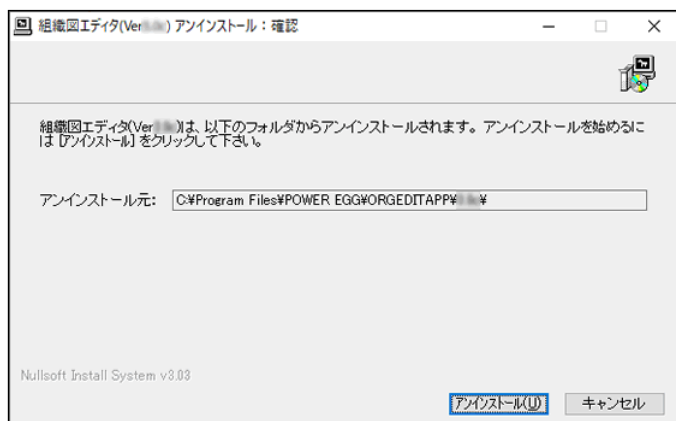 組織図エディタ(Ver) アンインストール：確認
組織図エディタ(Ver)は、以下のフォルダからアンインストールされます。アンインストールを始めるに
は [アンインストール] をクリックして下さい。
アンインストール元: C:¥Program Files¥POWER EGG¥ORGEDITAPP¥ ¥
Nullsoft Install System v3.03
アンインストール(U) キャンセル